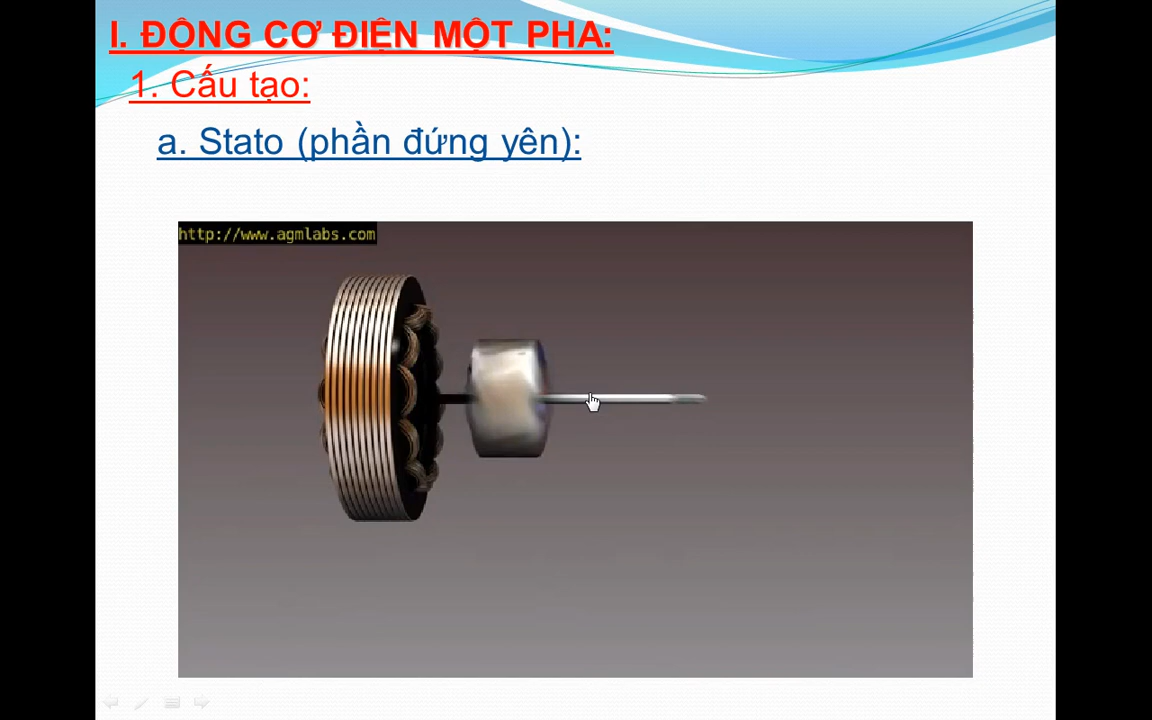 I. ĐỘNG CƠ ĐIỆN MỘT PHA:
1. Cấu tạo:
a. Stato (phần đứng yên):
http://www.agmlabs.com